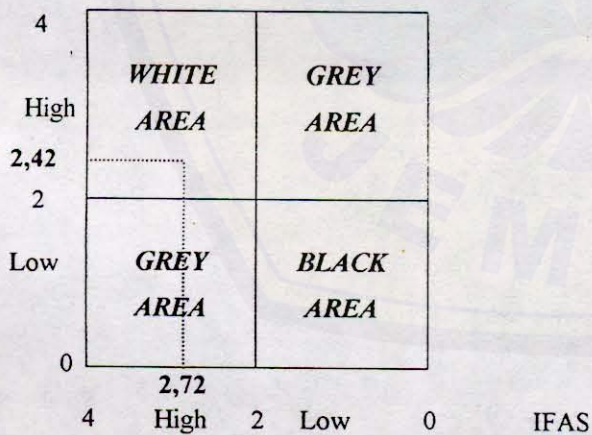 4
WHITE GREY
AREA AREA
High
2,42
2
Low GREY BLACK
AREA AREA
0
2,72
4 High 2 Low 0 IFAS